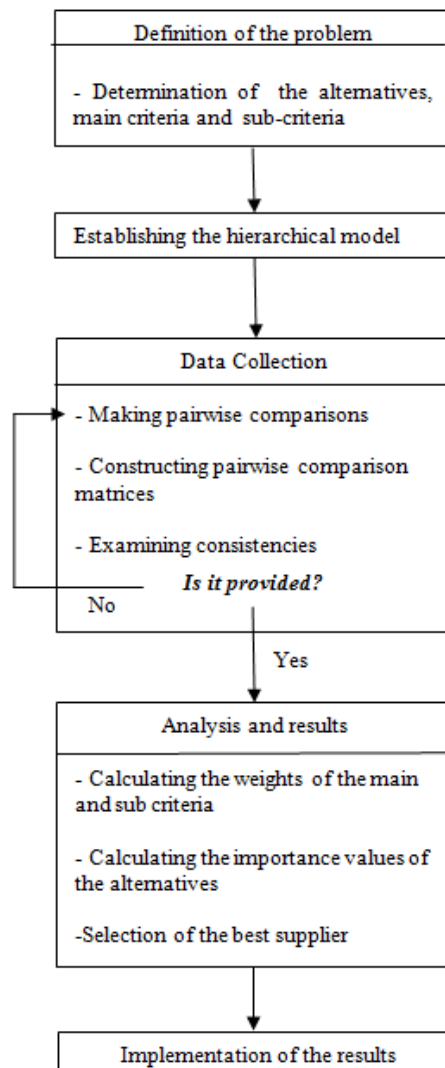 Definition of the problem
- Determination of the alternatives,
main criteria and sub-criteria
Establishing the hierarchical model
Data Collection
- Making pairwise comparisons
- Constructing pairwise comparison
matrices
- Examining consistencies
Is it provided?
No
Yes
Analysis and results
- Calculating the weights of the main
and sub criteria
- Calculating the importance values of
the alternatives
-Selection of the best supplier
Implementation of the results